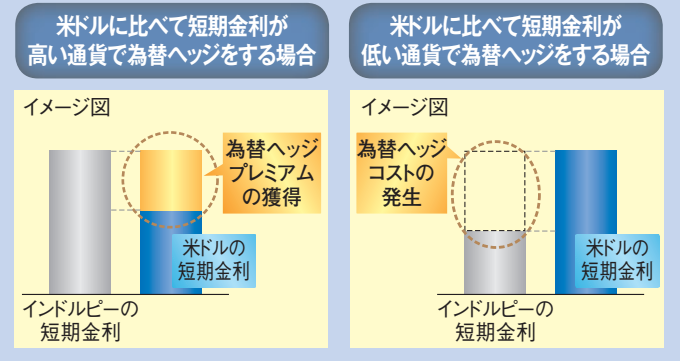 米ドルに比べて短期金利が
高い通貨で為替ヘッジをする場合
イメージ図
為替ヘッジ
プレミアム
の獲得
米ドルの
短期金利
インドルピーの
短期金利
米ドルに比べて短期金利が
低い通貨で為替ヘッジをする場合
イメージ図
為替ヘッジ
コストの
発生
米ドルの
短期金利
インドルピーの
短期金利